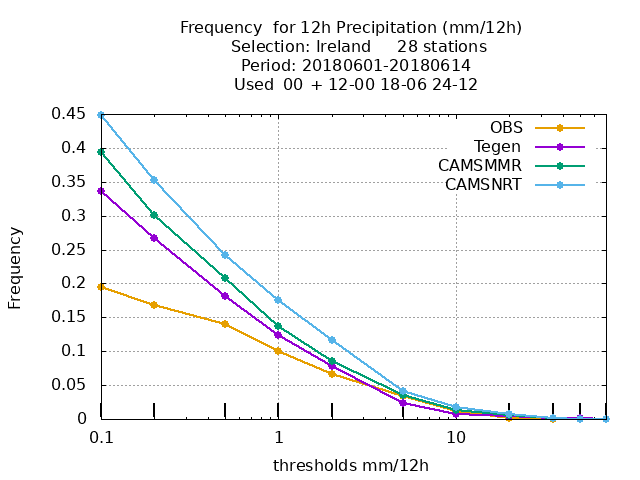 Frequency  for 12h Precipitation (mm/12h)
Selection: Ireland     28 stations
Period: 20180601-20180614
Used  00  + 12-00 18-06 24-12
OBS
Tegen
CAMSMMR
CAMSNRT
Frequency
0.45
0.4
0.35
0.3
0.25
0.2
0.15
0.1
0.05
0
0.1 1 10
thresholds mm/12h